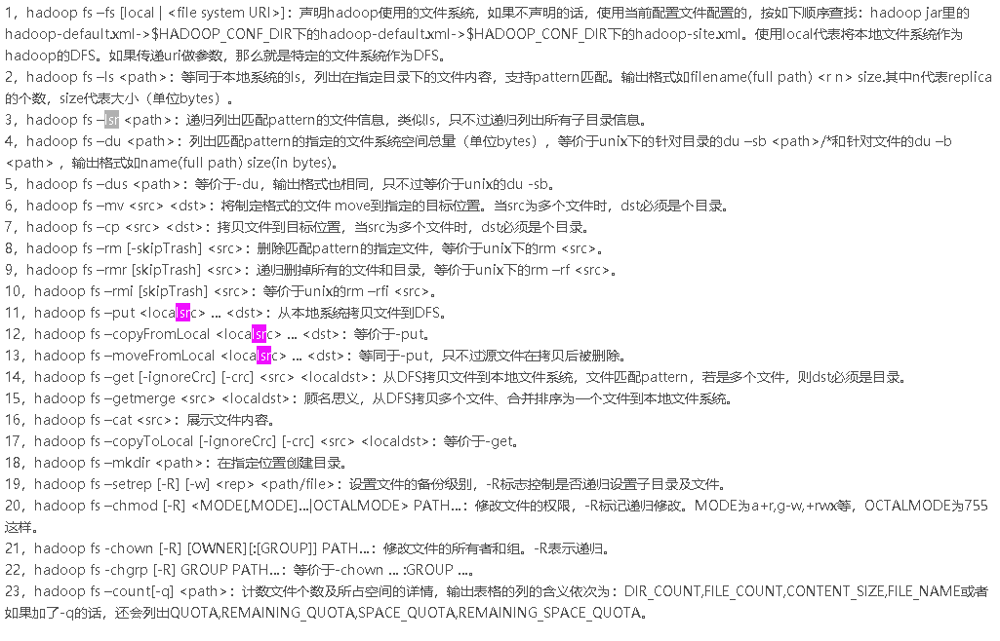 1，hadoop fs –fs [local | <file system URI>]：声明hadoop使用的文件系统，如果不声明的话，使用当前配置文件配置的，按如下顺序查找：hadoop jar里的
hadoop-default.xml->$HADOOP_CONF_DIR下的hadoop-default.xml->$HADOOP_CONF_DIR下的hadoop-site.xml。使用local代表将本地文件系统作为
hadoop的DFS。如果传递uri做参数，那么就是特定的文件系统作为DFS。
2，hadoop fs –ls <path>：等同于本地系统的ls，列出在指定目录下的文件内容，支持pattern匹配。输出格式如filename(full path) <r n> size.其中n代表replica
的个数，size代表大小（单位bytes）。
3，hadoop fs –lsr <path>：递归列出匹配pattern的文件信息，类似ls，只不过递归列出所有子目录信息。
4，hadoop fs –du <path>：列出匹配pattern的指定的文件系统空间总量（单位bytes），等价于unix下的针对目录的du –sb <path>/*和针对文件的du –b
<path> ，输出格式如name(full path) size(in bytes)。
5，hadoop fs –dus <path>：等价于-du，输出格式也相同，只不过等价于unix的du -sb。
6，hadoop fs –mv <src> <dst>：将制定格式的文件 move到指定的目标位置。当src为多个文件时，dst必须是个目录。
7，hadoop fs –cp <src> <dst>：拷贝文件到目标位置，当src为多个文件时，dst必须是个目录。
8，hadoop fs –rm [-skipTrash] <src>：删除匹配pattern的指定文件，等价于unix下的rm <src>。
9，hadoop fs –rmr [skipTrash] <src>：递归删掉所有的文件和目录，等价于unix下的rm –rf <src>。
10，hadoop fs –rmi [skipTrash] <src>：等价于unix的rm –rfi <src>。
11，hadoop fs –put <localsrc> … <dst>：从本地系统拷贝文件到DFS。
12，hadoop fs –copyFromLocal <localsrc> … <dst>：等价于-put。
13，hadoop fs –moveFromLocal <localsrc> … <dst>：等同于-put，只不过源文件在拷贝后被删除。
14，hadoop fs –get [-ignoreCrc] [-crc] <src> <localdst>：从DFS拷贝文件到本地文件系统，文件匹配pattern，若是多个文件，则dst必须是目录。
15，hadoop fs –getmerge <src> <localdst>：顾名思义，从DFS拷贝多个文件、合并排序为一个文件到本地文件系统。
16，hadoop fs –cat <src>：展示文件内容。
17，hadoop fs –copyToLocal [-ignoreCrc] [-crc] <src> <localdst>：等价于-get。
18，hadoop fs –mkdir <path>：在指定位置创建目录。
19，hadoop fs –setrep [-R] [-w] <rep> <path/file>：设置文件的备份级别，-R标志控制是否递归设置子目录及文件。
20，hadoop fs –chmod [-R] <MODE[,MODE]…|OCTALMODE> PATH…：修改文件的权限，-R标记递归修改。MODE为a+r,g-w,+rwx等，OCTALMODE为755
这样。
21，hadoop fs -chown [-R] [OWNER][:[GROUP]] PATH…：修改文件的所有者和组。-R表示递归。
22，hadoop fs -chgrp [-R] GROUP PATH…：等价于-chown … :GROUP …。
23，hadoop fs –count[-q] <path>：计数文件个数及所占空间的详情，输出表格的列的含义依次为：DIR_COUNT,FILE_COUNT,CONTENT_SIZE,FILE_NAME或者
如果加了-q的话，还会列出QUOTA,REMAINING_QUOTA,SPACE_QUOTA,REMAINING_SPACE_QUOTA。